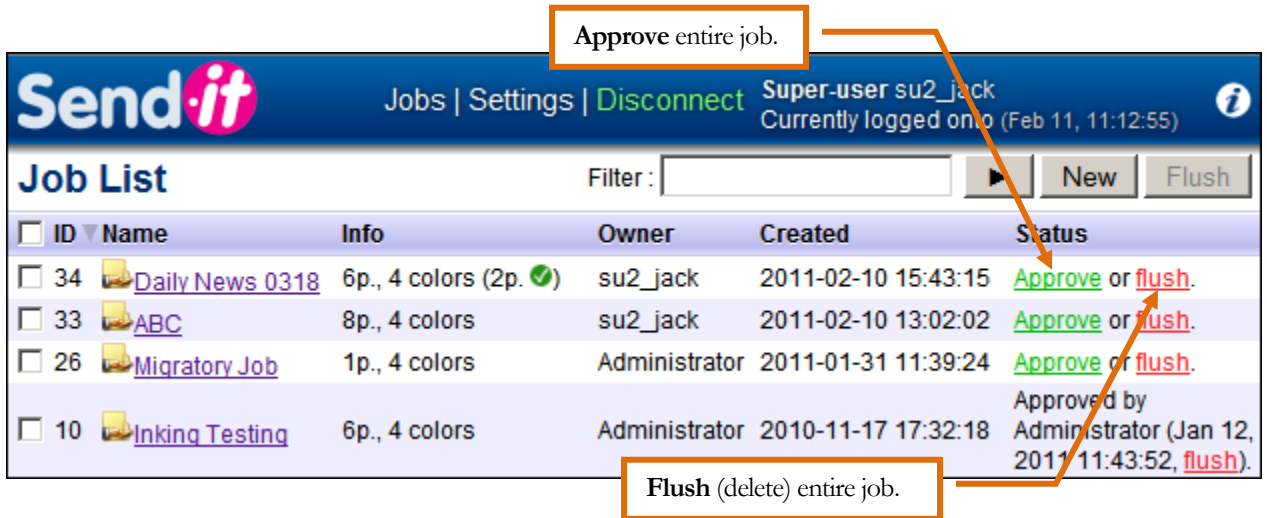 Approve entire job.
Send·it
Jobs | Settings | Disconnect
Super-user su2_jack
Currently logged onto (Feb 11, 11:12:55)
i
Job List
Filter :
New
Flush
ID Name Info Owner Created Status
34 Daily News 0318 6p., 4 colors (2p. ) su2_jack 2011-02-10 15:43:15 Approve or flush.
33 ABC 8p., 4 colors su2_jack 2011-02-10 13:02:02 Approve or flush.
26 Migratory Job 1p., 4 colors Administrator 2011-01-31 11:39:24 Approve or flush.
10 Inking Testing 6p., 4 colors Administrator 2010-11-17 17:32:18 Approved by
Administrator (Jan 12,
2011 11:43:52, flush).
Flush (delete) entire job.